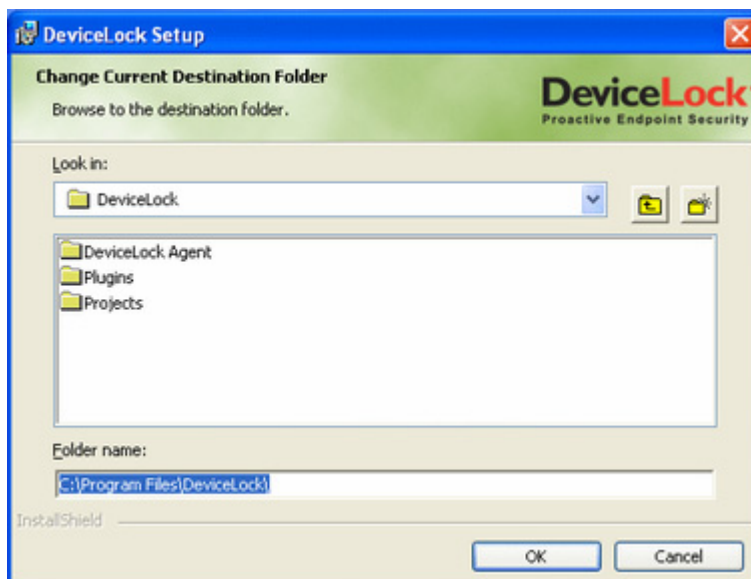 DeviceLock Setup
Change Current Destination Folder
Browse to the destination folder.
DeviceLock
Proactive Endpoint Security
Look in:
DeviceLock
DeviceLock Agent
Plugins
Projects
Folder name:
C:\Program Files\DeviceLock\
InstallShield
OK Cancel